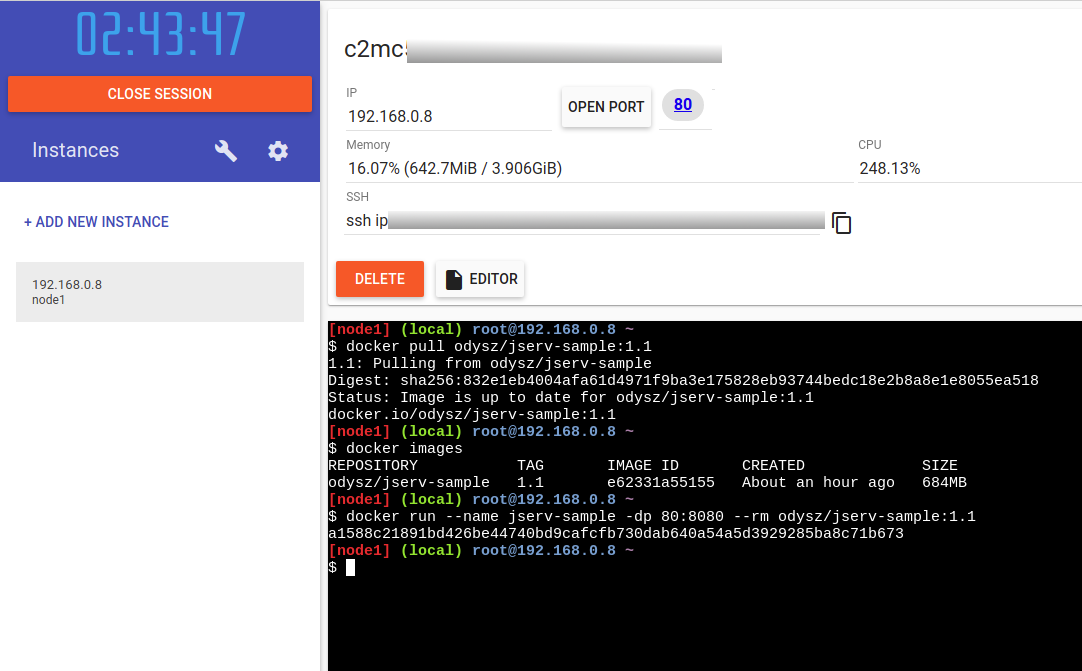 02:43:47
CLOSE SESSION
Instances
+ ADD NEW INSTANCE
192.168.0.8
node1
c2mc
IP
192.168.0.8
OPEN PORT
80
Memory
16.07% (642.7MiB / 3.906GiB)
CPU
248.13%
SSH
ssh ip
DELETE
EDITOR
[node1] (local) root@192.168.0.8 ~
$ docker pull odysz/jserv-sample:1.1
1.1: Pulling from odysz/jserv-sample
Digest: sha256:832e1eb4004afa61d4971f9ba3e175828eb93744bedc18e2b8a8e1e8055ea518
Status: Image is up to date for odysz/jserv-sample:1.1
docker.io/odysz/jserv-sample:1.1
[node1] (local) root@192.168.0.8 ~
$ docker images
REPOSITORY TAG IMAGE ID CREATED SIZE
odysz/jserv-sample 1.1 e62331a55155 About an hour ago 684MB
[node1] (local) root@192.168.0.8 ~
$ docker run --name jserv-sample -dp 80:8080 --rm odysz/jserv-sample:1.1
a1588c21891bd426be44740bd9cafcfb730dab640a54a5d3929285ba8c71b673
[node1] (local) root@192.168.0.8 ~
$